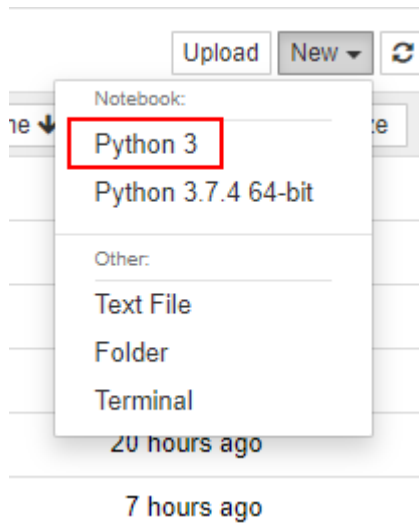 Upload New
Notebook:
Python 3
Python 3.7.4 64-bit
Other:
Text File
Folder
Terminal
20 hours ago
7 hours ago